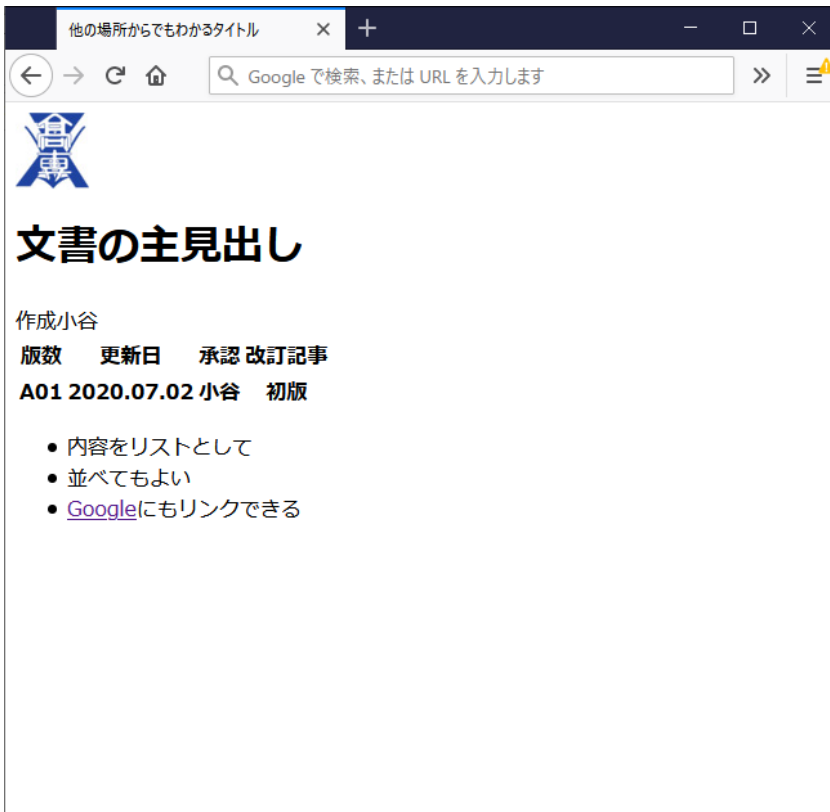 他の場所からでもわかるタイトル
Google で検索、または URL を入力します
高専
文書の主見出し
作成小谷
版数 更新日 承認 改訂記事
A01 2020.07.02 小谷 初版
内容をリストとして
並べてもよい
Googleにもリンクできる